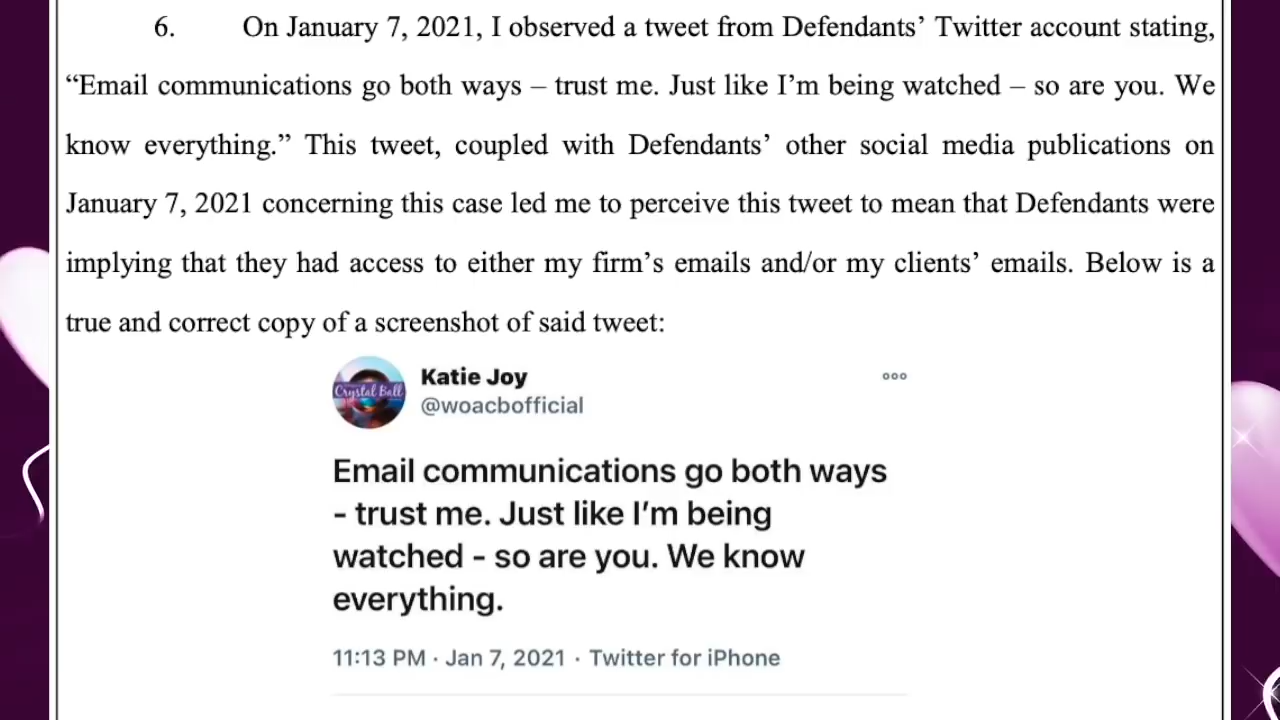 6. On January 7, 2021, I observed a tweet from Defendants’ Twitter account stating,
“Email communications go both ways – trust me. Just like I’m being watched – so are you. We
know everything.” This tweet, coupled with Defendants’ other social media publications on
January 7, 2021 concerning this case led me to perceive this tweet to mean that Defendants were
implying that they had access to either my firm’s emails and/or my clients’ emails. Below is a
true and correct copy of a screenshot of said tweet:
Crystal Ball
Katie Joy
@woacbofficial
Email communications go both ways
- trust me. Just like I’m being
watched - so are you. We know
everything.
11:13 PM · Jan 7, 2021 · Twitter for iPhone